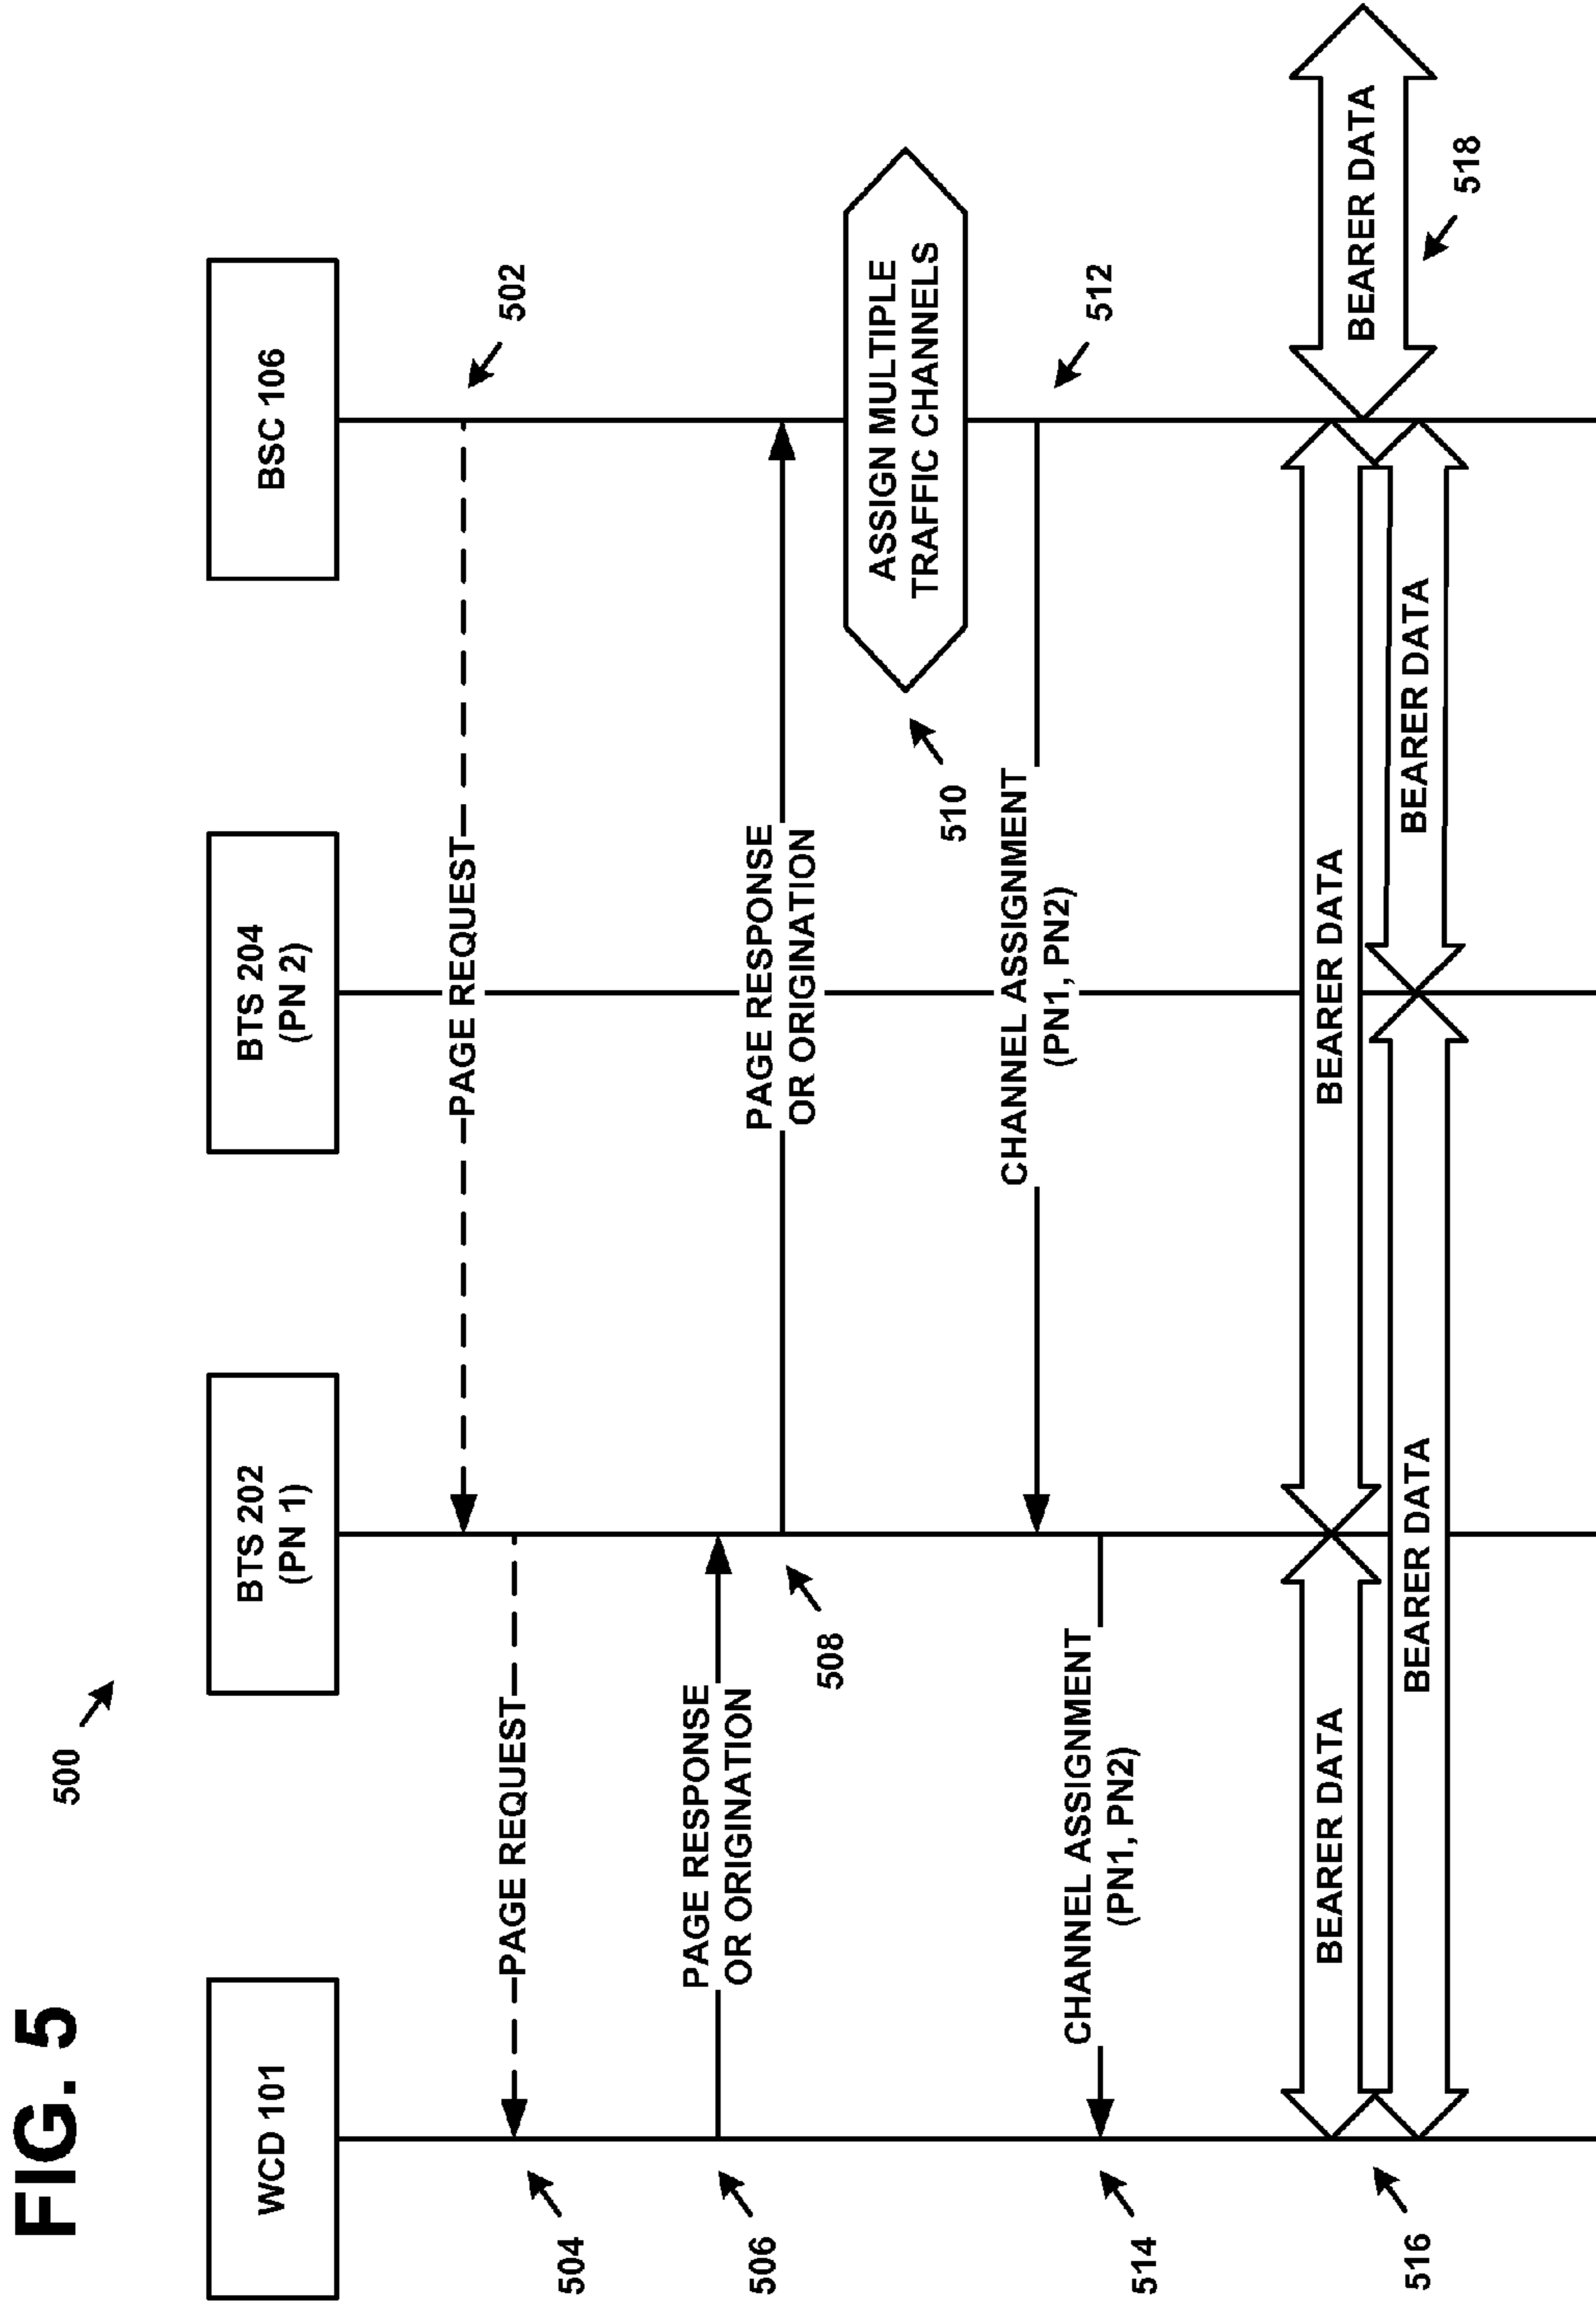 FIG. 5
500
WCD 101
BTS 202
(PN 1)
BTS 204
(PN 2)
BSC 106
PAGE REQUEST
502
504
PAGE REQUEST
506
PAGE RESPONSE
OR ORIGINATION
508
PAGE RESPONSE
OR ORIGINATION
510
ASSIGN MULTIPLE
TRAFFIC CHANNELS
CHANNEL ASSIGNMENT
(PN1, PN2)
512
514
CHANNEL ASSIGNMENT
(PN1, PN2)
BEARER DATA
BEARER DATA
BEARER DATA
516
BEARER DATA
BEARER DATA
518